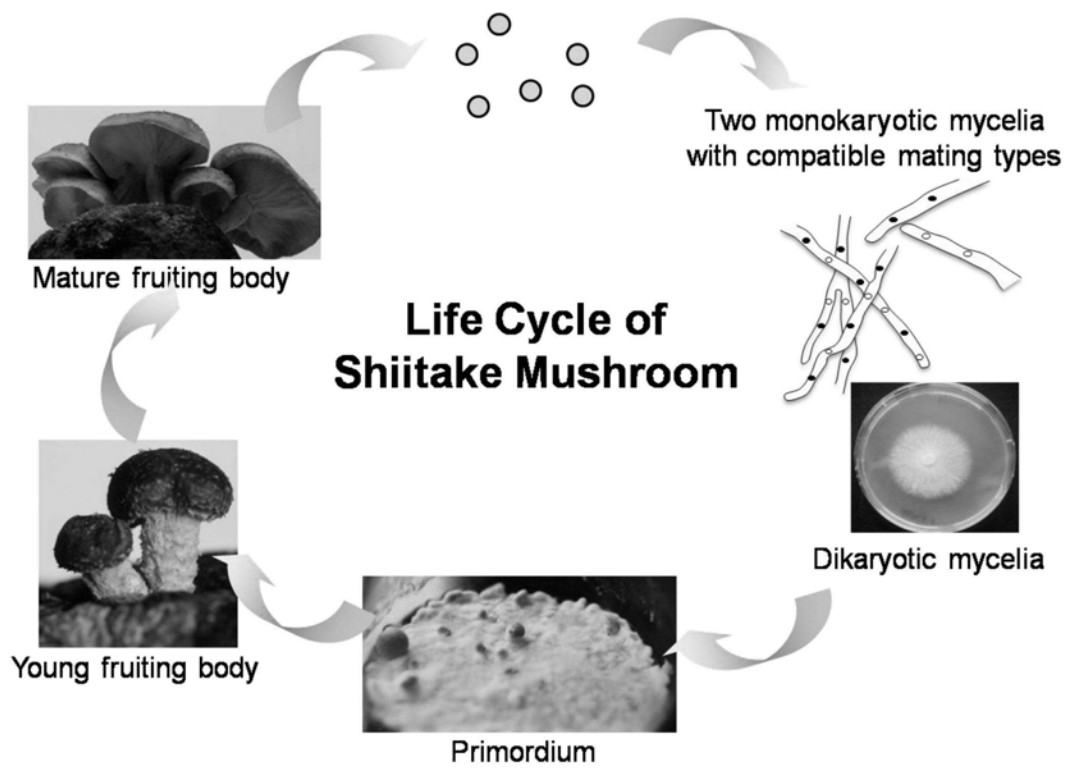 Two monokaryotic mycelia
with compatible mating types
Mature fruiting body
Life Cycle of
Shiitake Mushroom
Dikaryotic mycelia
Young fruiting body
Primordium